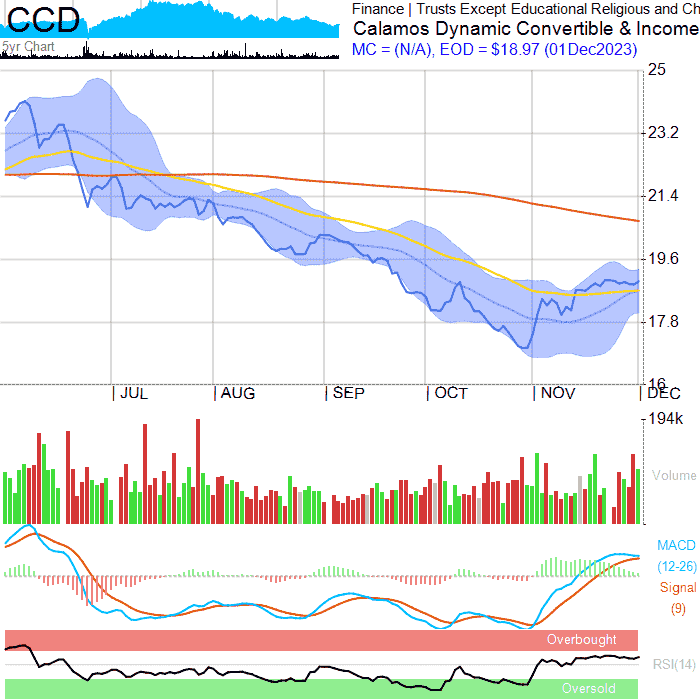 CCD
5yr Chart
Finance | Trusts Except Educational Religious and Ch
Calamos Dynamic Convertible & Income
MC = (N/A), EOD = $18.97 (01Dec2023)
25
23.2
21.4
19.6
17.8
16
| JUL | AUG | SEP | OCT | NOV | DEC
194k
Volume
MACD
(12-26)
Signal
(9)
Overbought
RSI(14)
Oversold